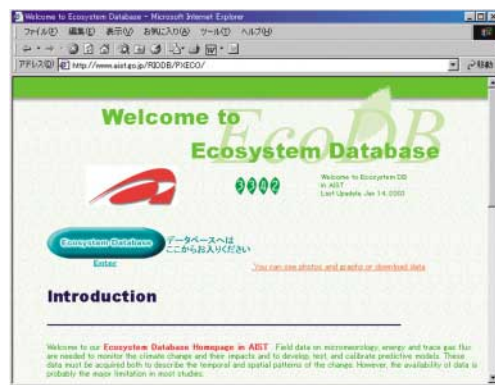 Welcome to Ecosystem Database - Microsoft Internet Explorer
ファイル(F) 編集(E) 表示(V) お気に入り(A) ツール(T) ヘルプ(H)
アドレス(D) http://www.aist.go.jp/RIODB/FXECO/ 移動
EcoDB
Welcome to
Ecosystem Database
3342
Welcome to Ecosystem DB
in AIST
Last Update Jan 14, 2003
Ecosystem Database
データベースへは
ここからお入りください
Enter
You can see photos and graphs or download data
Introduction
Welcome to our Ecosystem Database Homepage in AIST. Field data on micrometeorology, energy and trace gas flux
are needed to monitor the climate change and their impacts and to develop, test, and calibrate predictive models. These
data must be acquired both to describe the temporal and spatial patterns of the change. However, the availability of data is
probably the major limitation in most studies.